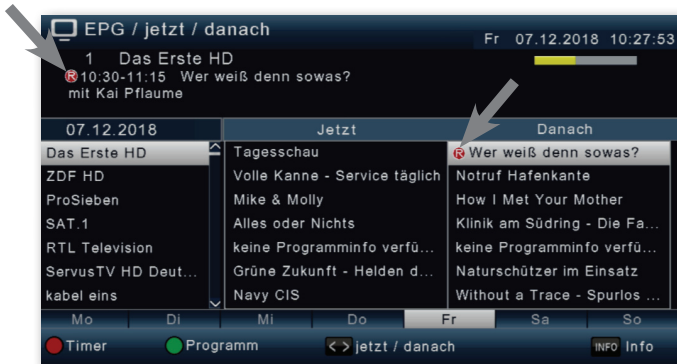 EPG / jetzt / danach
Fr 07.12.2018 10:27:53
1 Das Erste HD
R 10:30-11:15 Wer weiß denn sowas?
mit Kai Pflaume
07.12.2018 Jetzt Danach
Das Erste HD Tagesschau R Wer weiß denn sowas?
ZDF HD Volle Kanne - Service täglich Notruf Hafenkante
ProSieben Mike & Molly How I Met Your Mother
SAT.1 Alles oder Nichts Klinik am Südring - Die Fa...
RTL Television keine Programminfo verfü... keine Programminfo verfü...
ServusTV HD Deut... Grüne Zukunft - Helden d... Naturschützer im Einsatz
kabel eins Navy CIS Without a Trace - Spurlos ...
Mo Di Mi Do Fr Sa So
Timer Programm < > jetzt / danach INFO Info